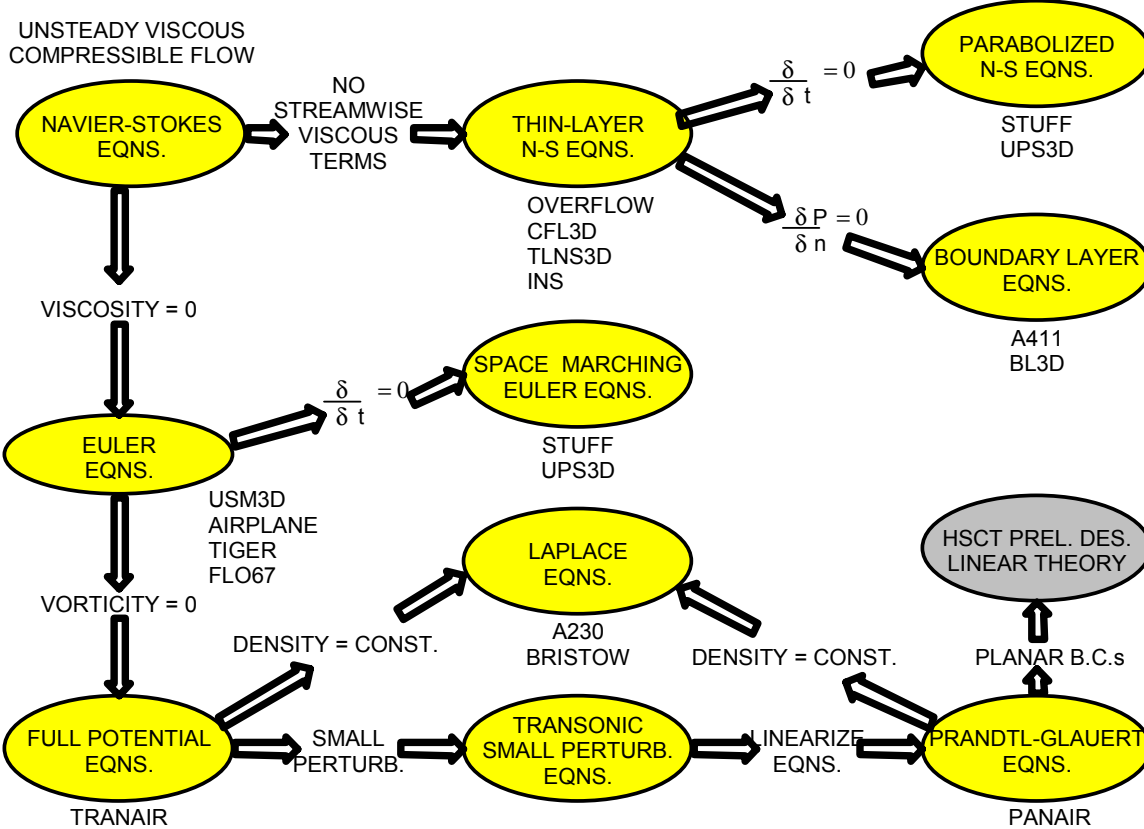 UNSTEADY VISCOUS
COMPRESSIBLE FLOW
NAVIER-STOKES
EQNS.
NO
STREAMWISE
VISCOUS
TERMS
THIN-LAYER
N-S EQNS.
OVERFLOW
CFL3D
TLNS3D
INS
δ
δ t
= 0
PARABOLIZED
N-S EQNS.
STUFF
UPS3D
δ P = 0
δ n
BOUNDARY LAYER
EQNS.
A411
BL3D
VISCOSITY = 0
EULER
EQNS.
USM3D
AIRPLANE
TIGER
FLO67
δ
δ t
= 0
SPACE MARCHING
EULER EQNS.
STUFF
UPS3D
VORTICITY = 0
FULL POTENTIAL
EQNS.
TRANAIR
DENSITY = CONST.
LAPLACE
EQNS.
A230
BRISTOW
DENSITY = CONST.
SMALL
PERTURB.
TRANSONIC
SMALL PERTURB.
EQNS.
LINEARIZE
EQNS.
PRANDTL-GLAUERT
EQNS.
PANAIR
PLANAR B.C.s
HSCT PREL. DES.
LINEAR THEORY